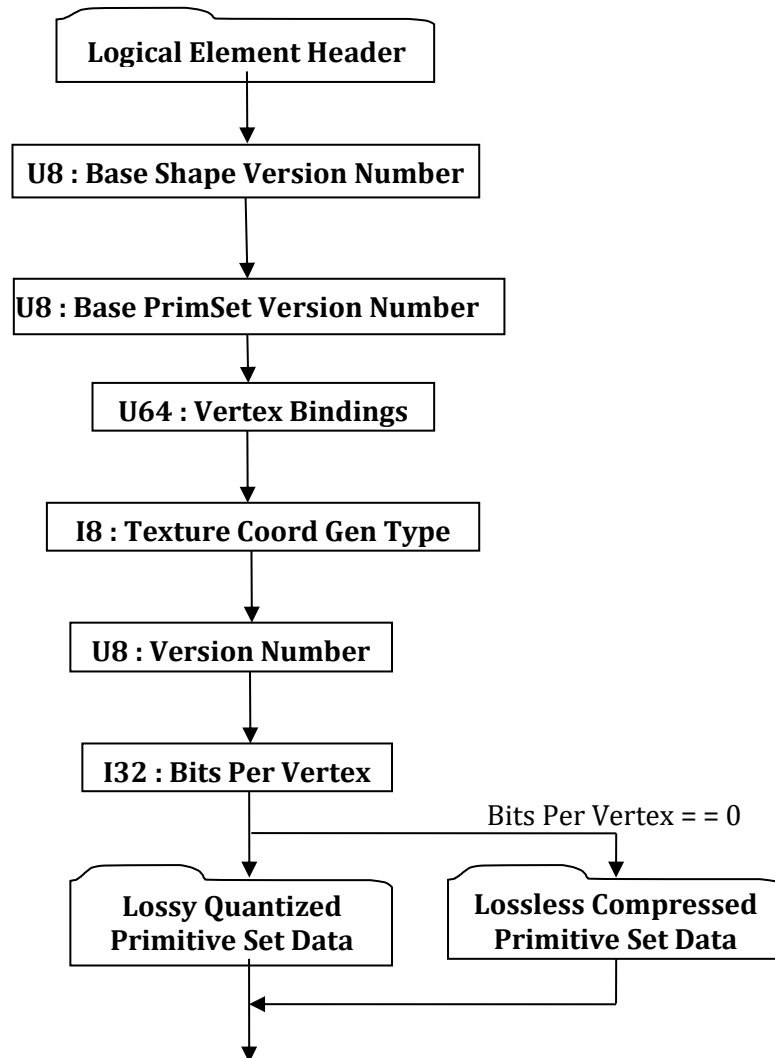 Logical Element Header
U8 : Base Shape Version Number
U8 : Base PrimSet Version Number
U64 : Vertex Bindings
I8 : Texture Coord Gen Type
U8 : Version Number
I32 : Bits Per Vertex
Bits Per Vertex = = 0
Lossy Quantized
Primitive Set Data
Lossless Compressed
Primitive Set Data